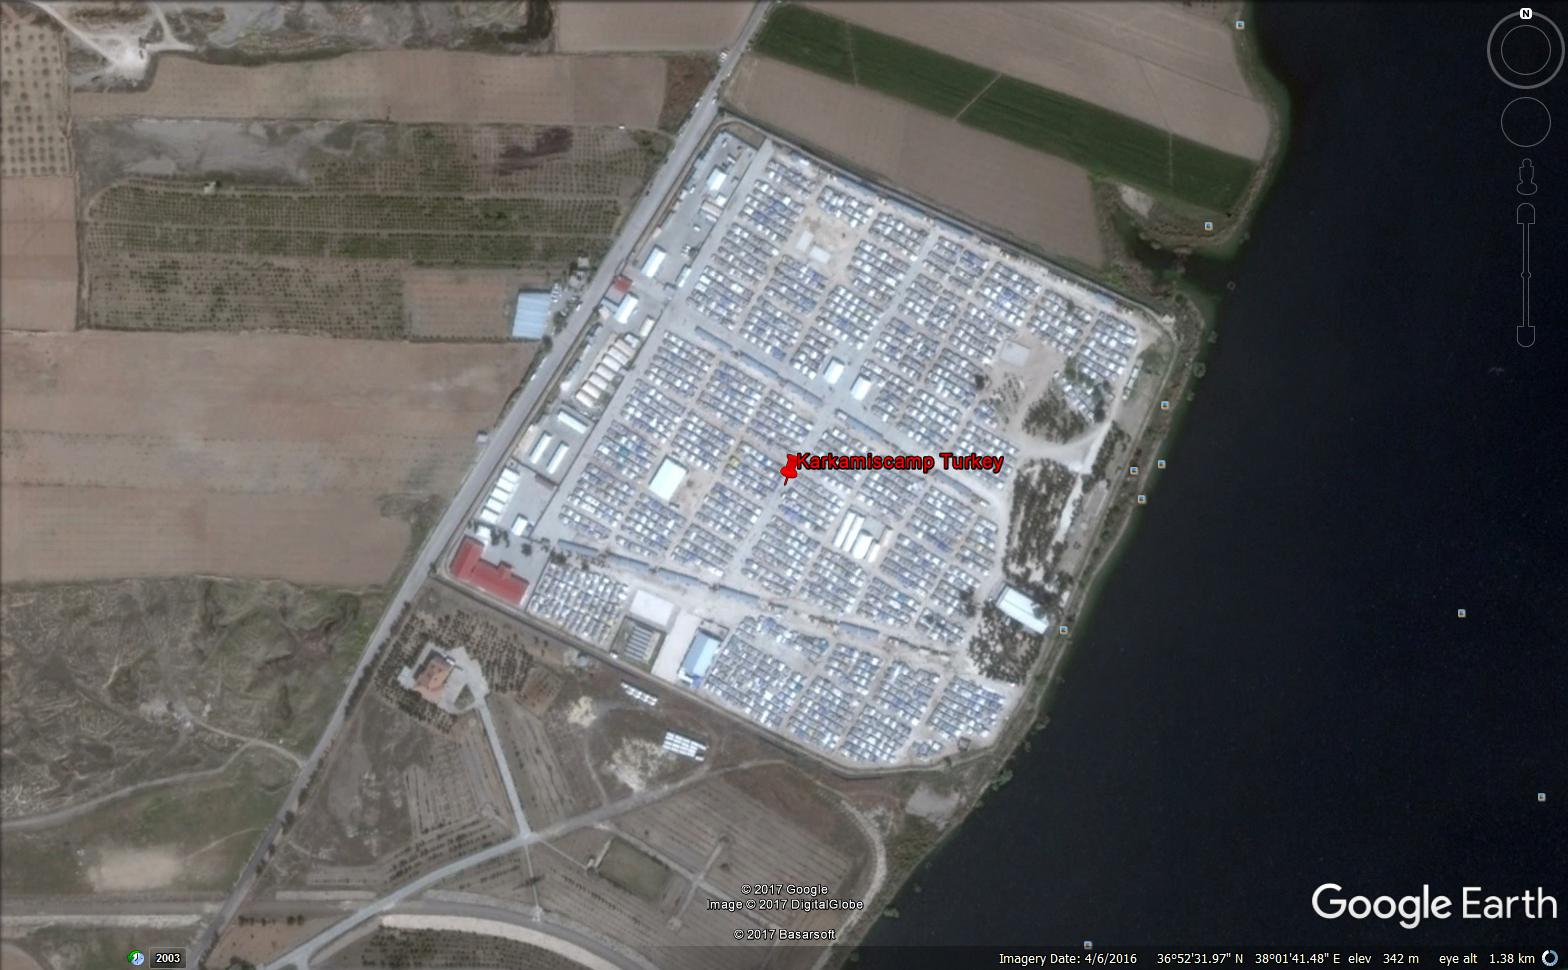 N
Karkamiscamp Turkey
© 2017 Google
Image © 2017 DigitalGlobe
© 2017 Basarsoft
Google Earth
2003
Imagery Date: 4/6/2016 36°52'31.97" N 38°01'41.48" E elev 342 m eye alt 1.38 km